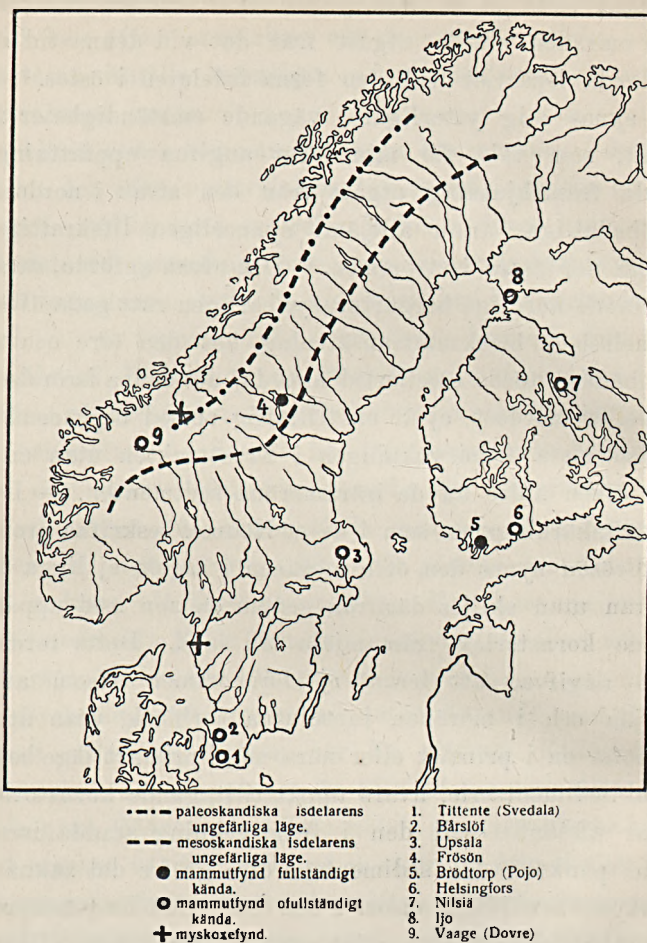 8
7
4
9
6
5
3
2
1
paleoskandiska isdelarens
ungefärliga läge.
mesoskandiska isdelarens
ungefärliga läge.
mammutfynd fullständigt
kända.
mammutfynd ofullständigt
kända.
myskoxefynd.
1. Tittente (Svedala)
2. Bårslöf
3. Upsala
4. Frösön
5. Brödtorp (Pojo)
6. Helsingfors
7. Nilsiä
8. Ijo
9. Vaage (Dovre)